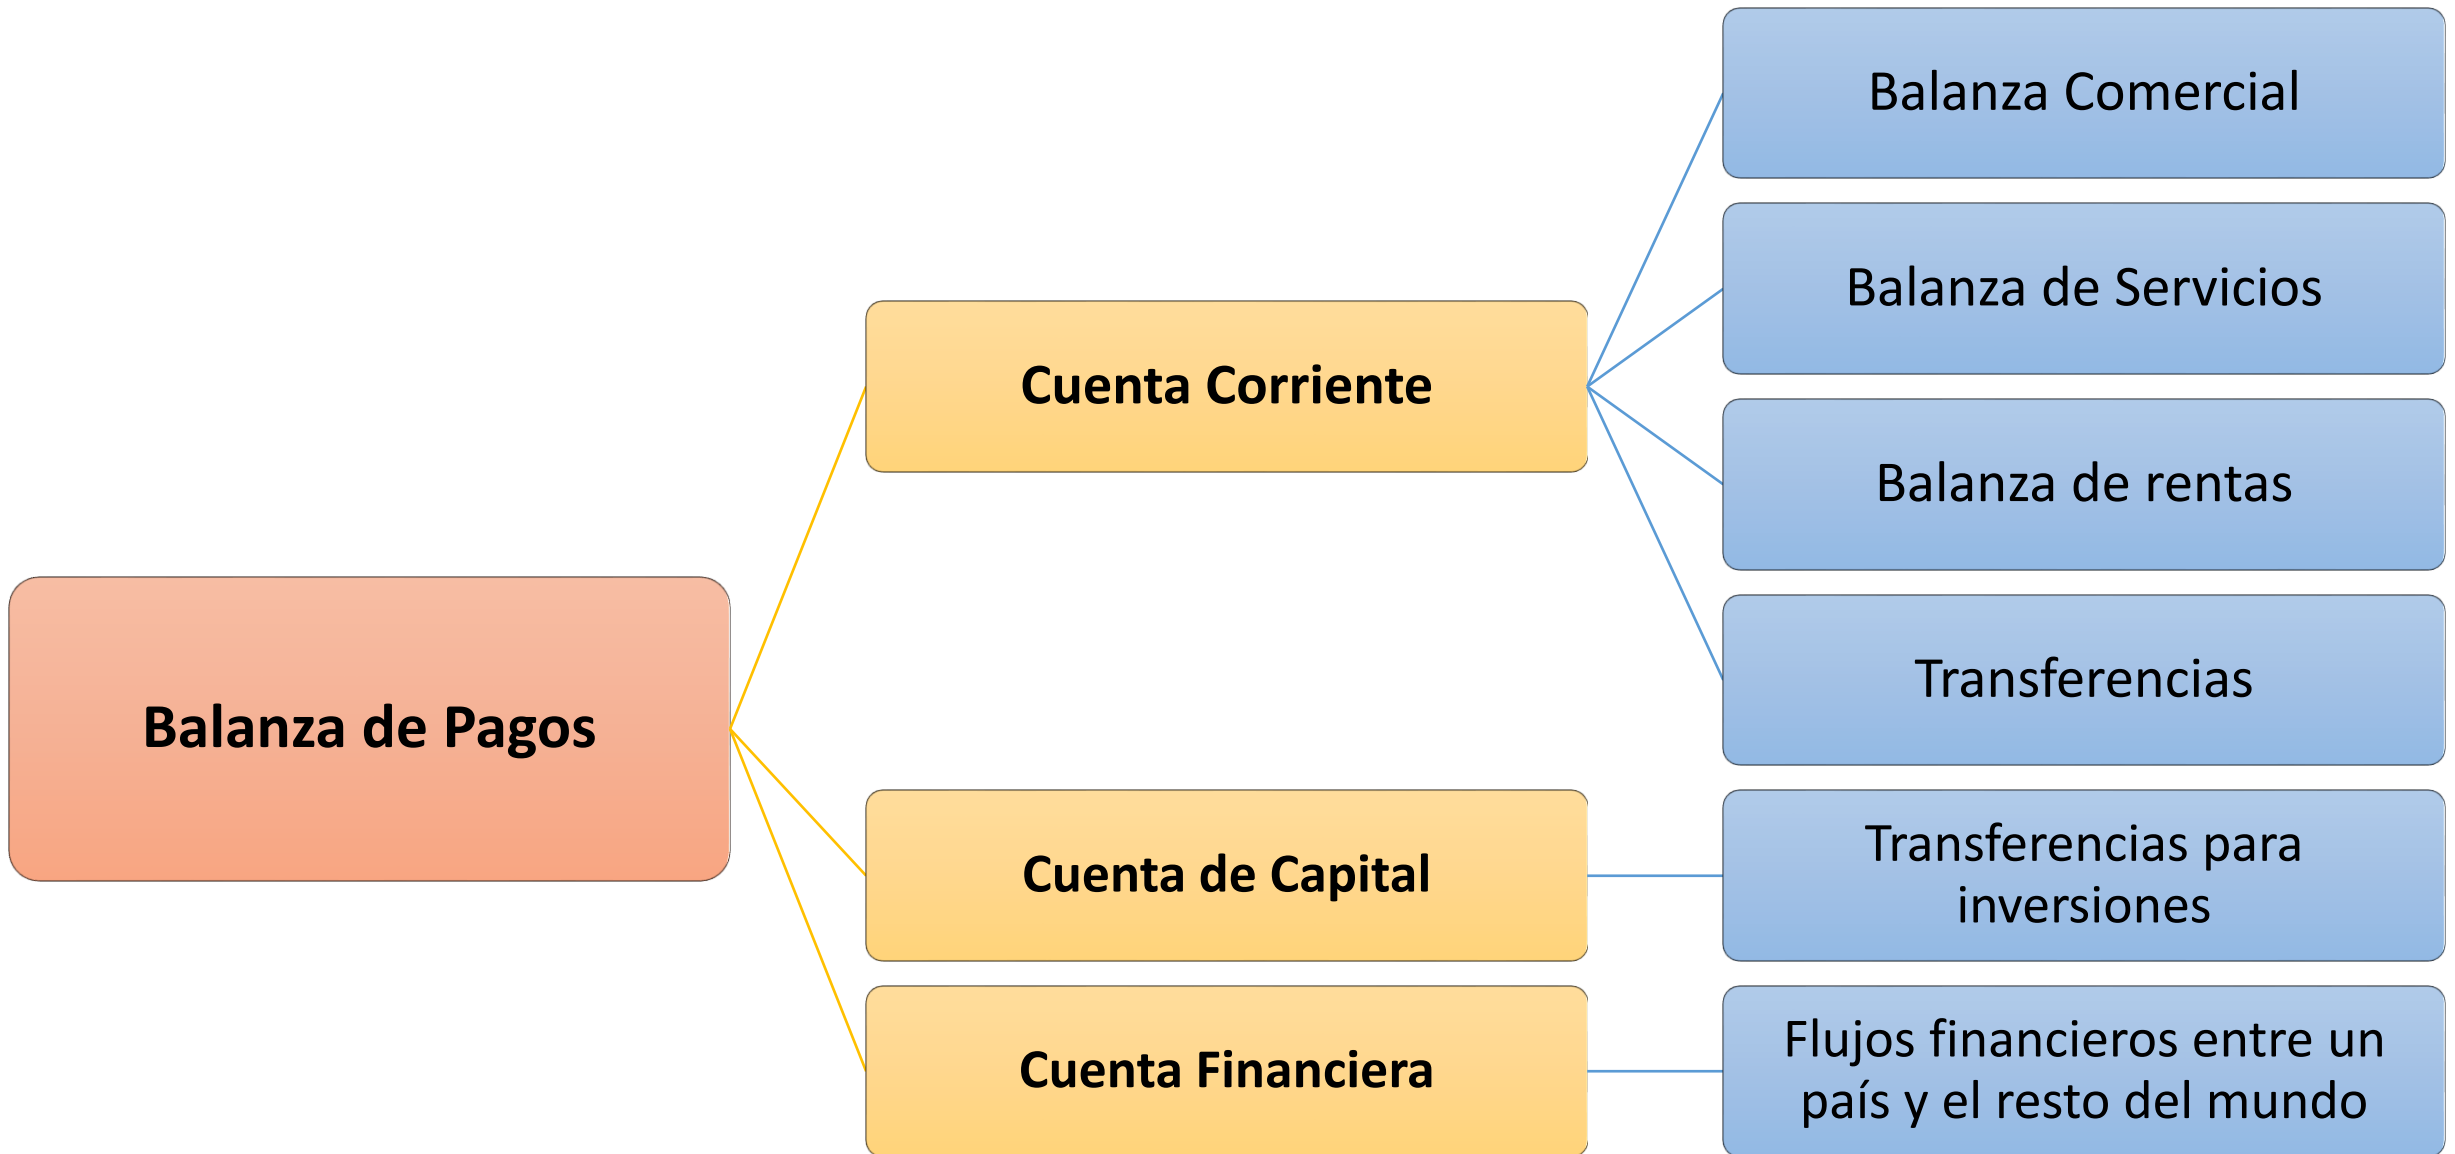 Balanza de Pagos
Cuenta Corriente
Balanza Comercial
Balanza de Servicios
Balanza de rentas
Transferencias
Cuenta de Capital
Transferencias para
inversiones
Cuenta Financiera
Flujos financieros entre un
país y el resto del mundo